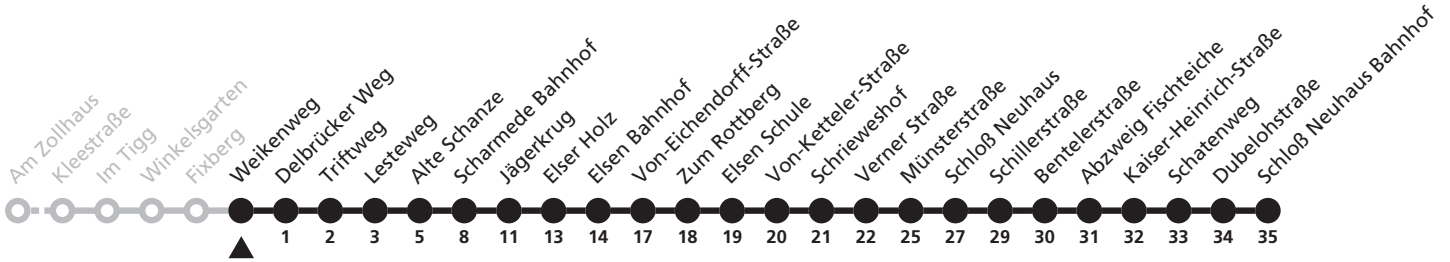 Am Zollhaus
Kleestraße
Im Tigg
Winkelsgarten
Fixberg
Weikenweg
Delbrücker Weg
Triftweg
Lesteweg
Alte Schanze
Scharmede Bahnhof
Jägerkrug
Elser Holz
Elsen Bahnhof
Von-Eichendorff-Straße
Zum Rottberg
Elsen Schule
Von-Ketteler-Straße
Schrieweshof
Verner Straße
Münsterstraße
Schloß Neuhaus
Schillerstraße
Bentelerstraße
Abzweig Fischteiche
Kaiser-Heinrich-Straße
Schatenweg
Dubelohstraße
Schloß Neuhaus Bahnhof
1 2 3 5 8 11 13 14 17 18 19 20 21 22 25 27 29 30 31 32 33 34 35